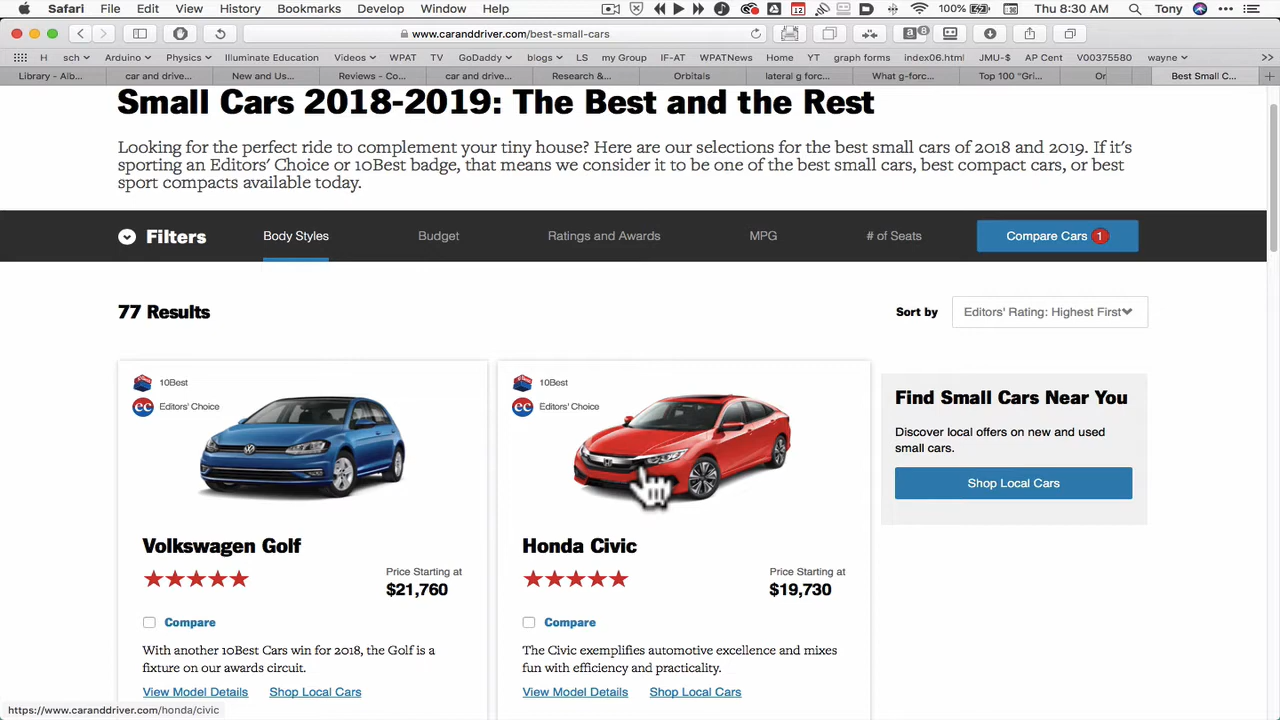 Safari File Edit View History Bookmarks Develop Window Help 100% Thu 8:30 AM Tony
www.caranddriver.com/best-small-cars
H sch Arduino Physics Illuminate Education Videos WPAT TV GoDaddy blogs LS my Group IF-AT WPATNews Home YT graph forms index06.html JMU-$ AP Cent V00375580 wayne
Library - Alb... car and drive... New and Us... Reviews - Co... car and drive... Research &... Orbitals lateral g forc... What g-forc... Top 100 "Gri... Or Best Small C...
Small Cars 2018-2019: The Best and the Rest
Looking for the perfect ride to complement your tiny house? Here are our selections for the best small cars of 2018 and 2019. If it's
sporting an Editors' Choice or 10Best badge, that means we consider it to be one of the best small cars, best compact cars, or best
sport compacts available today.
Filters Body Styles Budget Ratings and Awards MPG # of Seats Compare Cars 1
77 Results
Sort by Editors' Rating: Highest First
10Best
ec Editors' Choice
Volkswagen Golf
Price Starting at
$21,760
Compare
With another 10Best Cars win for 2018, the Golf is a
fixture on our awards circuit.
View Model Details Shop Local Cars
10Best
ec Editors' Choice
Honda Civic
Price Starting at
$19,730
Compare
The Civic exemplifies automotive excellence and mixes
fun with efficiency and practicality.
View Model Details Shop Local Cars
Find Small Cars Near You
Discover local offers on new and used
small cars.
Shop Local Cars
https://www.caranddriver.com/honda/civic